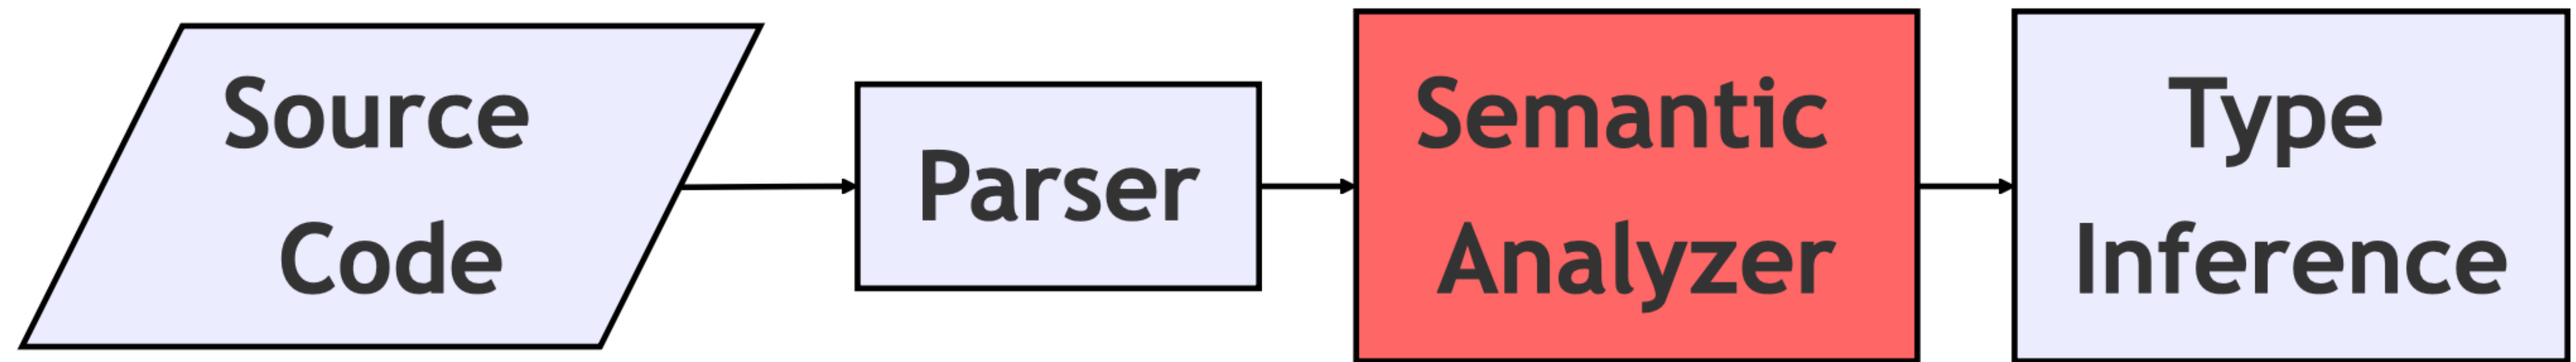 Source
Code
Parser
Semantic
Analyzer
Type
Inference